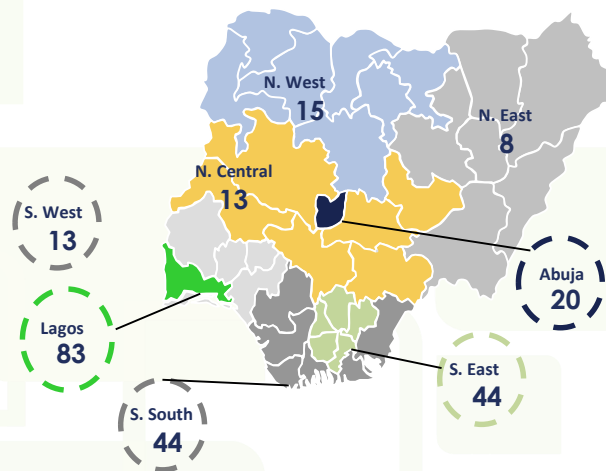 N. West
15
N. East
8
N. Central
13
S. West
13
Abuja
20
Lagos
83
S. East
44
S. South
44